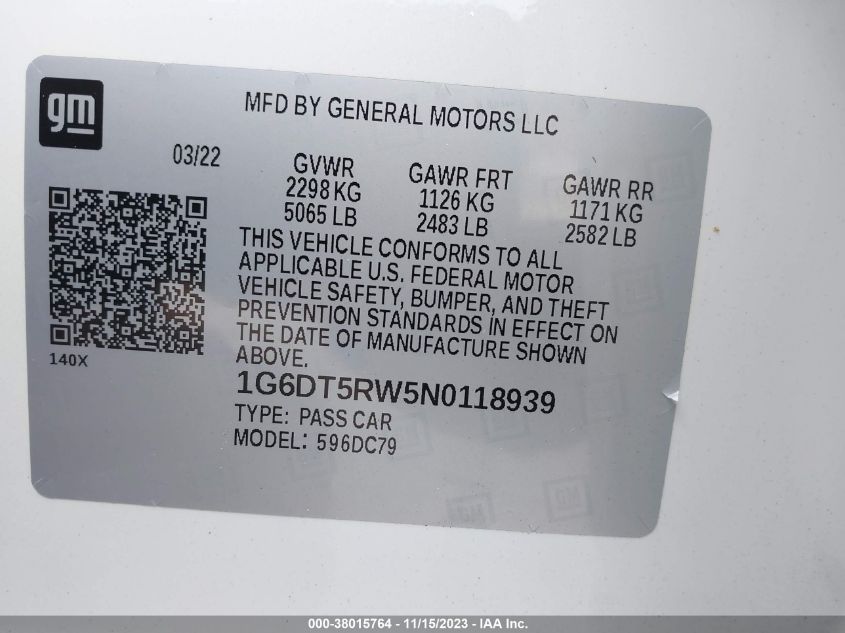 gm
MFD BY GENERAL MOTORS LLC
03/22
GVWR
2298 KG
5065 LB
GAWR FRT
1126 KG
2483 LB
GAWR RR
1171 KG
2582 LB
THIS VEHICLE CONFORMS TO ALL
APPLICABLE U.S. FEDERAL MOTOR
VEHICLE SAFETY, BUMPER, AND THEFT
PREVENTION STANDARDS IN EFFECT ON
THE DATE OF MANUFACTURE SHOWN
ABOVE.
140X
1G6DT5RW5N0118939
TYPE: PASS CAR
MODEL: 596DC79
GM
GM
000-38015764 - 11/15/2023 - IAA Inc.